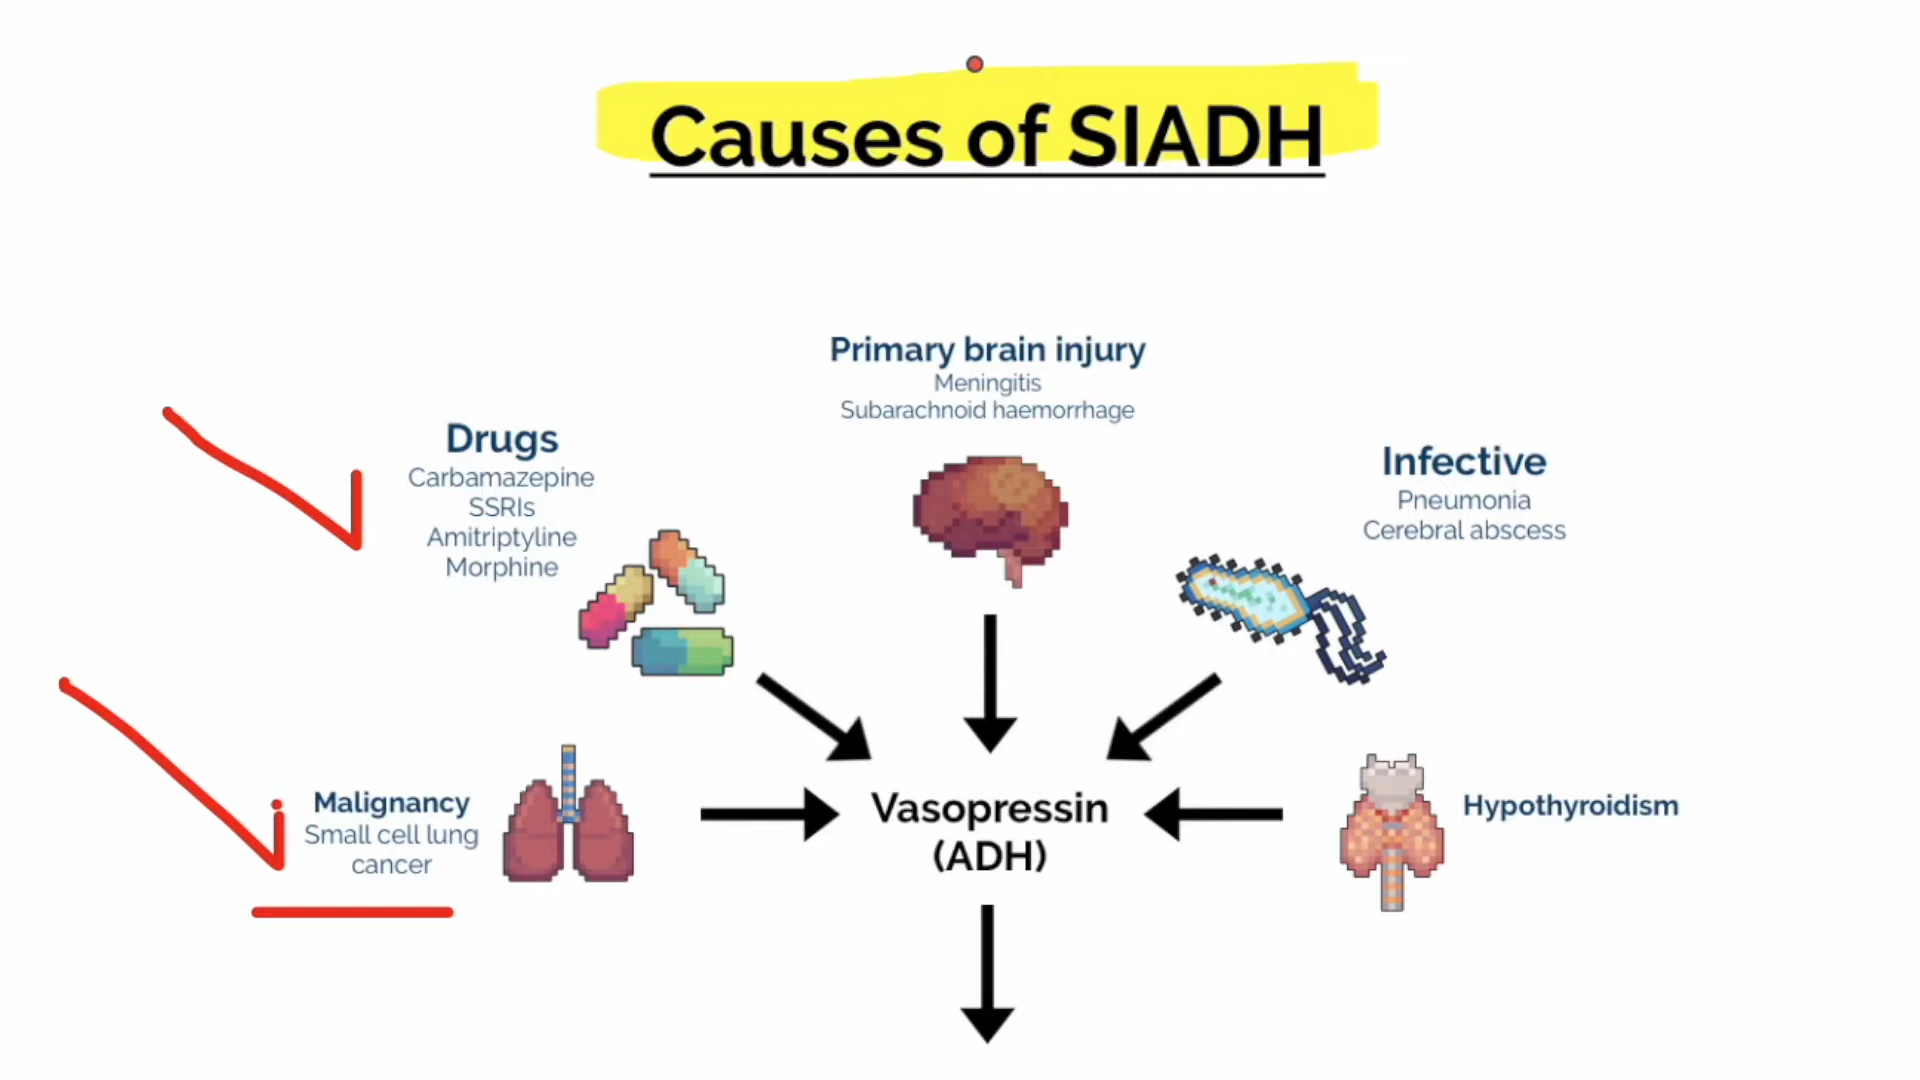 Causes of SIADH
Primary brain injury
Meningitis
Subarachnoid haemorrhage
Drugs
Carbamazepine
SSRIs
Amitriptyline
Morphine
Infective
Pneumonia
Cerebral abscess
Malignancy
Small cell lung
cancer
Vasopressin
(ADH)
Hypothyroidism